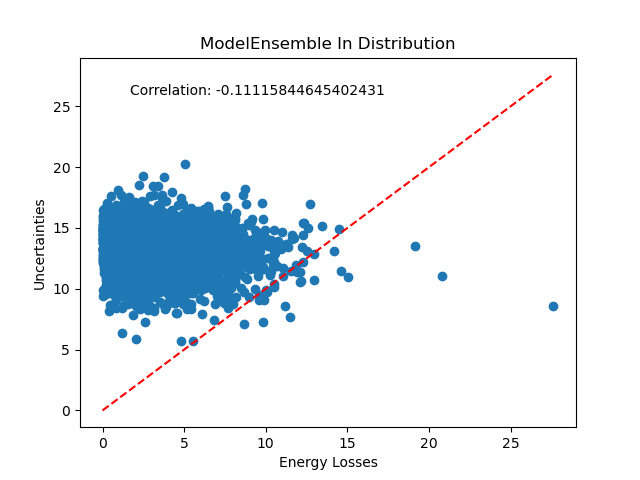 ModelEnsemble In Distribution
Correlation: -0.11115844645402431
Uncertainties
25
20
15
10
5
0
0 5 10 15 20 25
Energy Losses